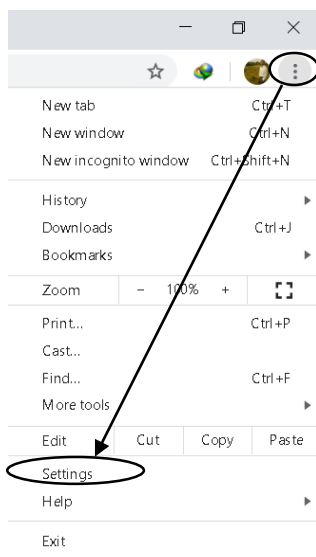 New tab Ctrl+T
New window Ctrl+N
New incognito window Ctrl+Shift+N
History
Downloads Ctrl+J
Bookmarks
Zoom - 100% +
Print... Ctrl+P
Cast...
Find... Ctrl+F
More tools
Edit Cut Copy Paste
Settings
Help
Exit